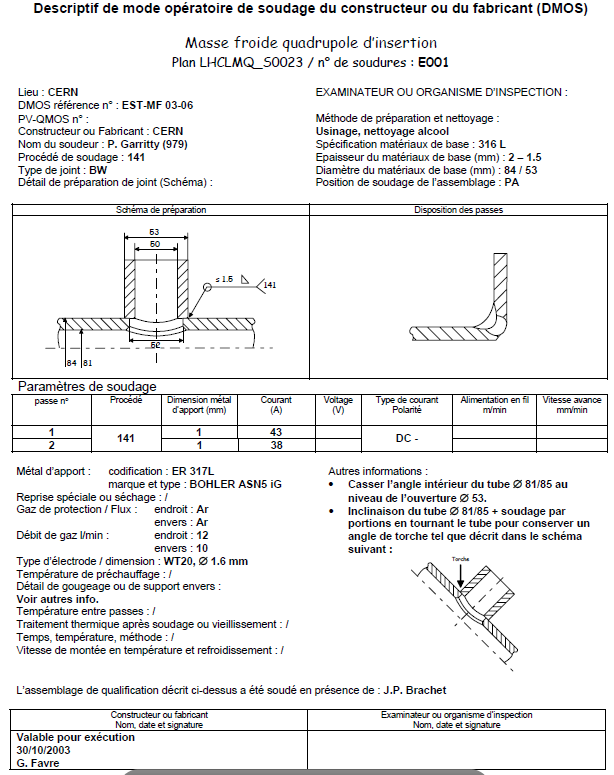 Descriptif de mode opératoire de soudage du constructeur ou du fabricant (DMOS)
Masse froide quadrupole d'insertion
Plan LHCLMQ_S0023 / n° de soudures : E001
Lieu : CERN
DMOS référence n° : EST-MF 03-06
PV-QMOS n° :
Constructeur ou Fabricant : CERN
Nom du soudeur : P. Garritty (979)
Procédé de soudage : 141
Type de joint : BW
Détail de préparation de joint (Schéma) :
EXAMINATEUR OU ORGANISME D'INSPECTION :
Méthode de préparation et nettoyage :
Usinage, nettoyage alcool
Spécification matériaux de base : 316 L
Epaisseur du matériaux de base (mm) : 2 – 1.5
Diamètre du matériaux de base (mm) : 84 / 53
Position de soudage de l'assemblage : PA
Schéma de préparation
Disposition des passes
53
50
≤ 1.5
141
52
84 81
Paramètres de soudage
passe n° Procédé Dimension métal d'apport (mm) Courant (A) Voltage (V) Type de courant Polarité Alimentation en fil m/min Vitesse avance mm/min
1 141 1 43 DC -
2 1 38
Métal d'apport : codification : ER 317L
marque et type : BOHLER ASN5 iG
Reprise spéciale ou séchage : /
Gaz de protection / Flux : endroit : Ar
envers : Ar
Débit de gaz l/min : endroit : 12
envers : 10
Type d'électrode / dimension : WT20, ∅ 1.6 mm
Température de préchauffage : /
Détail de gougeage ou de support envers :
Voir autres info.
Température entre passes : /
Traitement thermique après soudage ou vieillissement : /
Temps, température, méthode : /
Vitesse de montée en température et refroidissement : /
Autres informations :
• Casser l'angle intérieur du tube ∅ 81/85 au
niveau de l'ouverture ∅ 53.
• Inclinaison du tube ∅ 81/85 + soudage par
portions en tournant le tube pour conserver un
angle de torche tel que décrit dans le schéma
suivant :
Torche
L'assemblage de qualification décrit ci-dessus a été soudé en présence de : J.P. Brachet
Constructeur ou fabricant
Nom, date et signature
Examinateur ou organisme d'inspection
Nom, date et signature
Valable pour exécution
30/10/2003
G. Favre